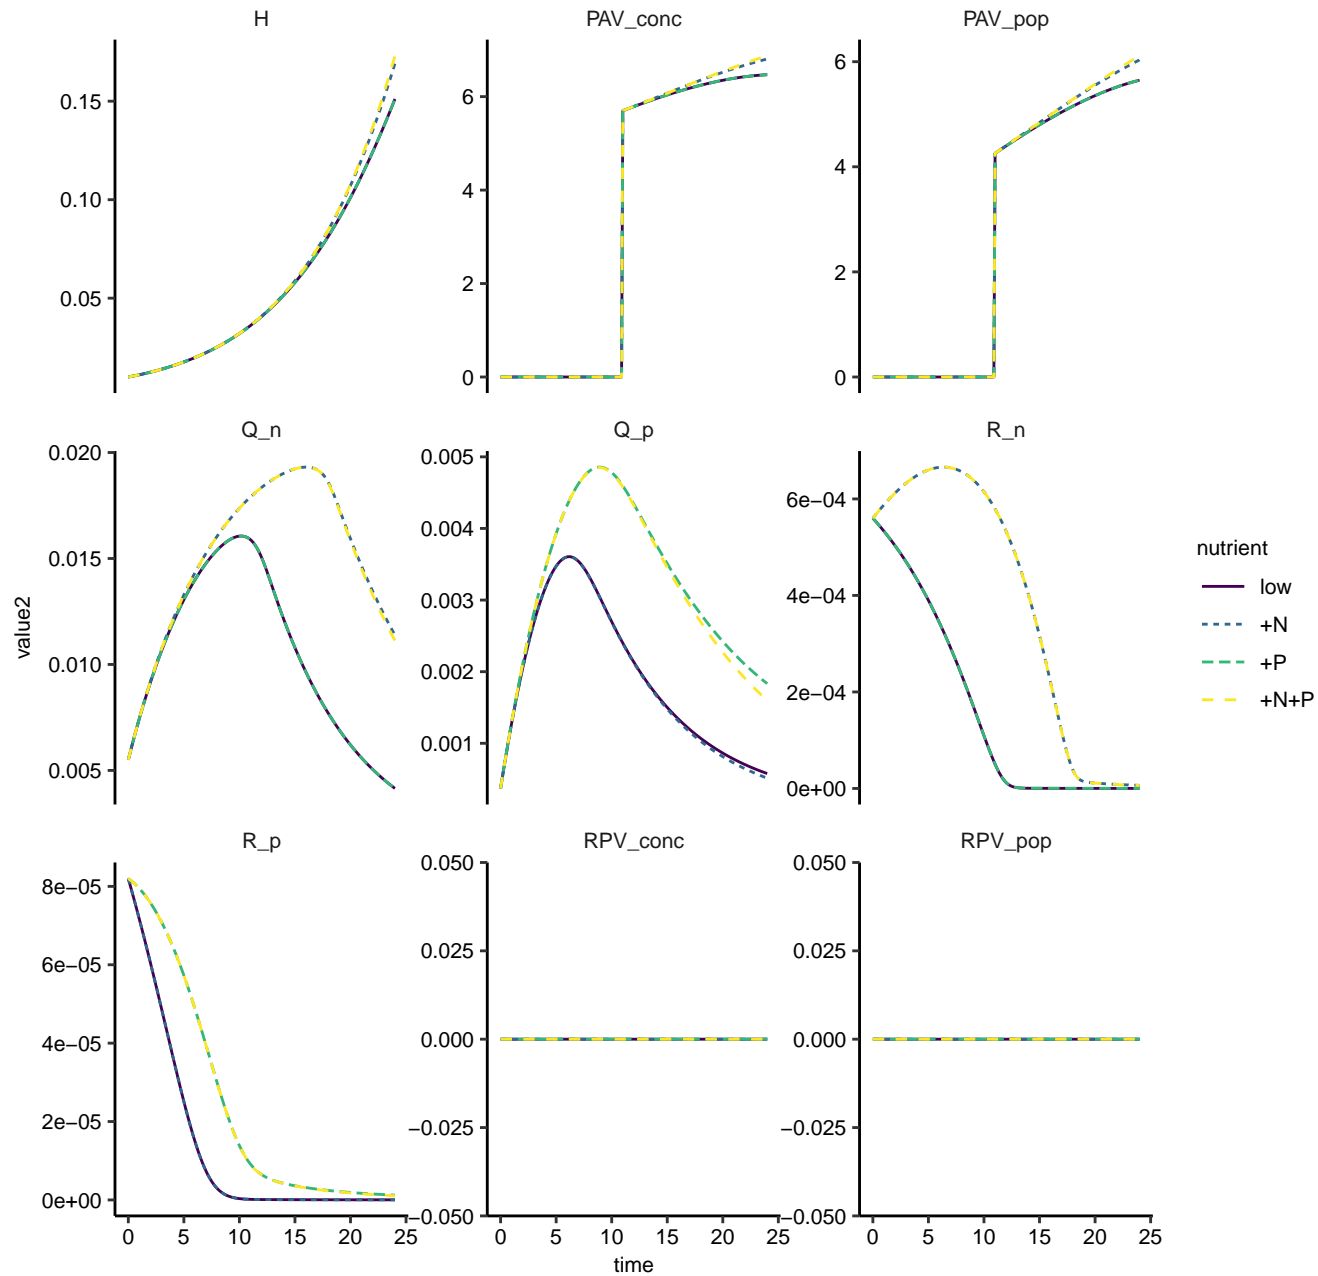 H
PAV_conc
PAV_pop
0.15
0.10
0.05
6
4
2
0
6
4
2
0
Q_n
Q_p
R_n
0.020
0.015
0.010
0.005
0.005
0.004
0.003
0.002
0.001
6e−04
4e−04
2e−04
0e+00
value2
nutrient
low
+N
+P
+N+P
R_p
RPV_conc
RPV_pop
8e−05
6e−05
4e−05
2e−05
0e+00
0.050
0.025
0.000
−0.025
−0.050
0.050
0.025
0.000
−0.025
−0.050
0 5 10 15 20 25
0 5 10 15 20 25
0 5 10 15 20 25
time